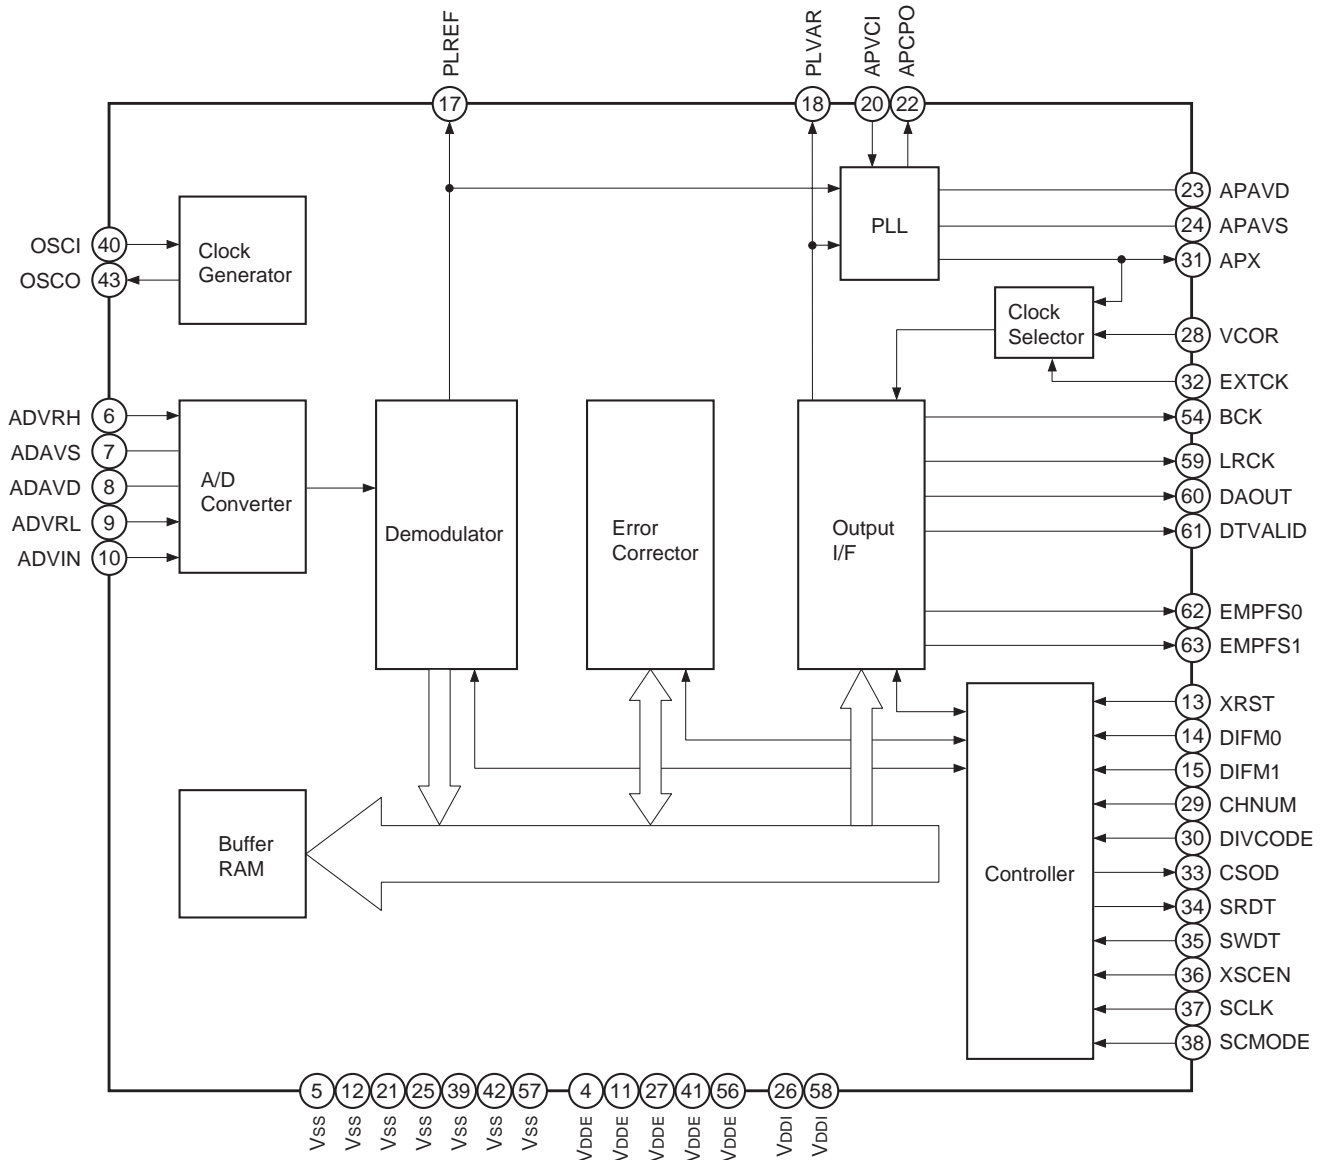 PLREF
PLVAR
APVCI
APCPO
17
18
20
22
Clock
Generator
OSCI 40
OSCO 43
PLL
23 APAVD
24 APAVS
31 APX
Clock
Selector
28 VCOR
32 EXTCK
ADVRH 6
ADAVS 7
ADAVD 8
ADVRL 9
ADVIN 10
A/D
Converter
Demodulator
Error
Corrector
Output
I/F
54 BCK
59 LRCK
60 DAOUT
61 DTVALID
62 EMPFS0
63 EMPFS1
Buffer
RAM
Controller
13 XRST
14 DIFM0
15 DIFM1
29 CHNUM
30 DIVCODE
33 CSOD
34 SRDT
35 SWDT
36 XSCEN
37 SCLK
38 SCMODE
5 12 21 25 39 42 57 4 11 27 41 56 26 58
VSS
VSS
VSS
VSS
VSS
VSS
VSS
VDDE
VDDE
VDDE
VDDE
VDDE
VDDI
VDDI